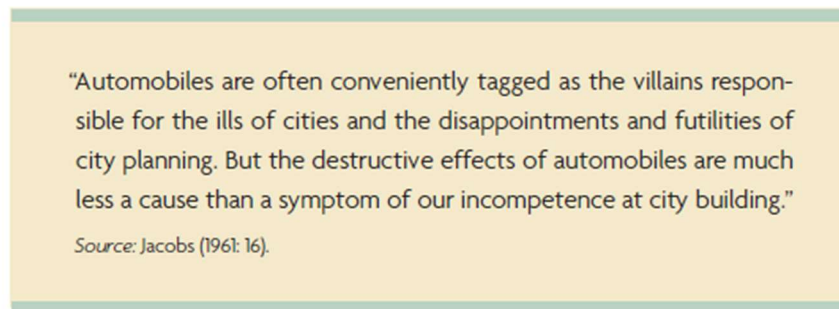 “Automobiles are often conveniently tagged as the villains respon-
sible for the ills of cities and the disappointments and futilities of
city planning. But the destructive effects of automobiles are much
less a cause than a symptom of our incompetence at city building.”
Source: Jacobs (1961: 16).